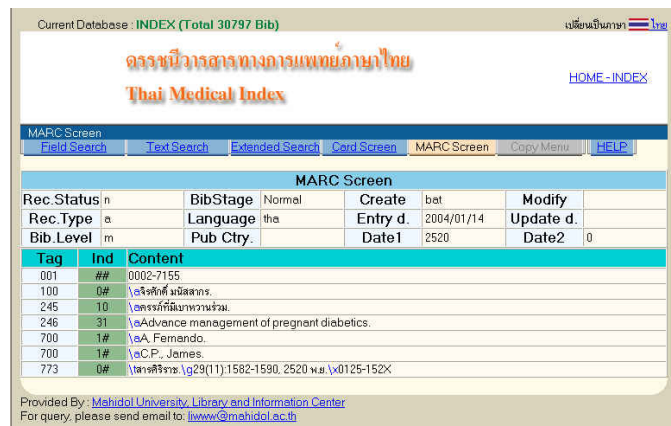 Current Database : INDEX (Total 30797 Bib)
เปลี่ยนเป็นภาษา ไทย
ดรรชนีวารสารทางการแพทย์ภาษาไทย
Thai Medical Index
HOME - INDEX
MARC Screen
Field Search Text Search Extended Search Card Screen MARC Screen Copy Menu HELP
MARC Screen
Rec.Status n BibStage Normal Create bat Modify
Rec.Type a Language tha Entry d. 2004/01/14 Update d.
Bib.Level m Pub Ctry. Date1 2520 Date2 0
Tag Ind Content
001 ## 0002-7155
100 0# \aจิรศักดิ์ มนัสสากร.
245 10 \aครรภ์ที่มีเบาหวานร่วม.
246 31 \aAdvance management of pregnant diabetics.
700 1# \aA, Fernando.
700 1# \aC.P., James.
773 0# \tสารศิริราช.\g29(11):1582-1590, 2520 พ.ย.\x0125-152X
Provided By : Mahidol University, Library and Information Center
For query, please send email to: liwww@mahidol.ac.th